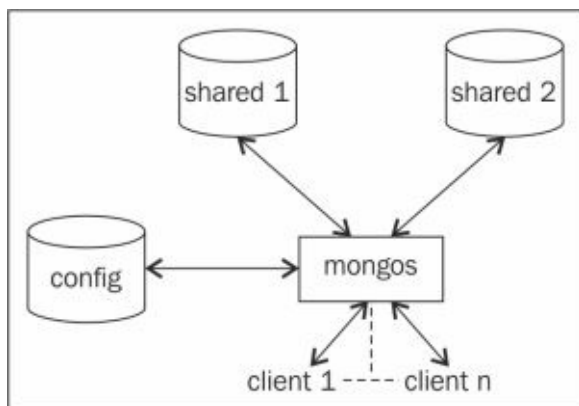 shared 1
shared 2
config
mongos
client 1
client n